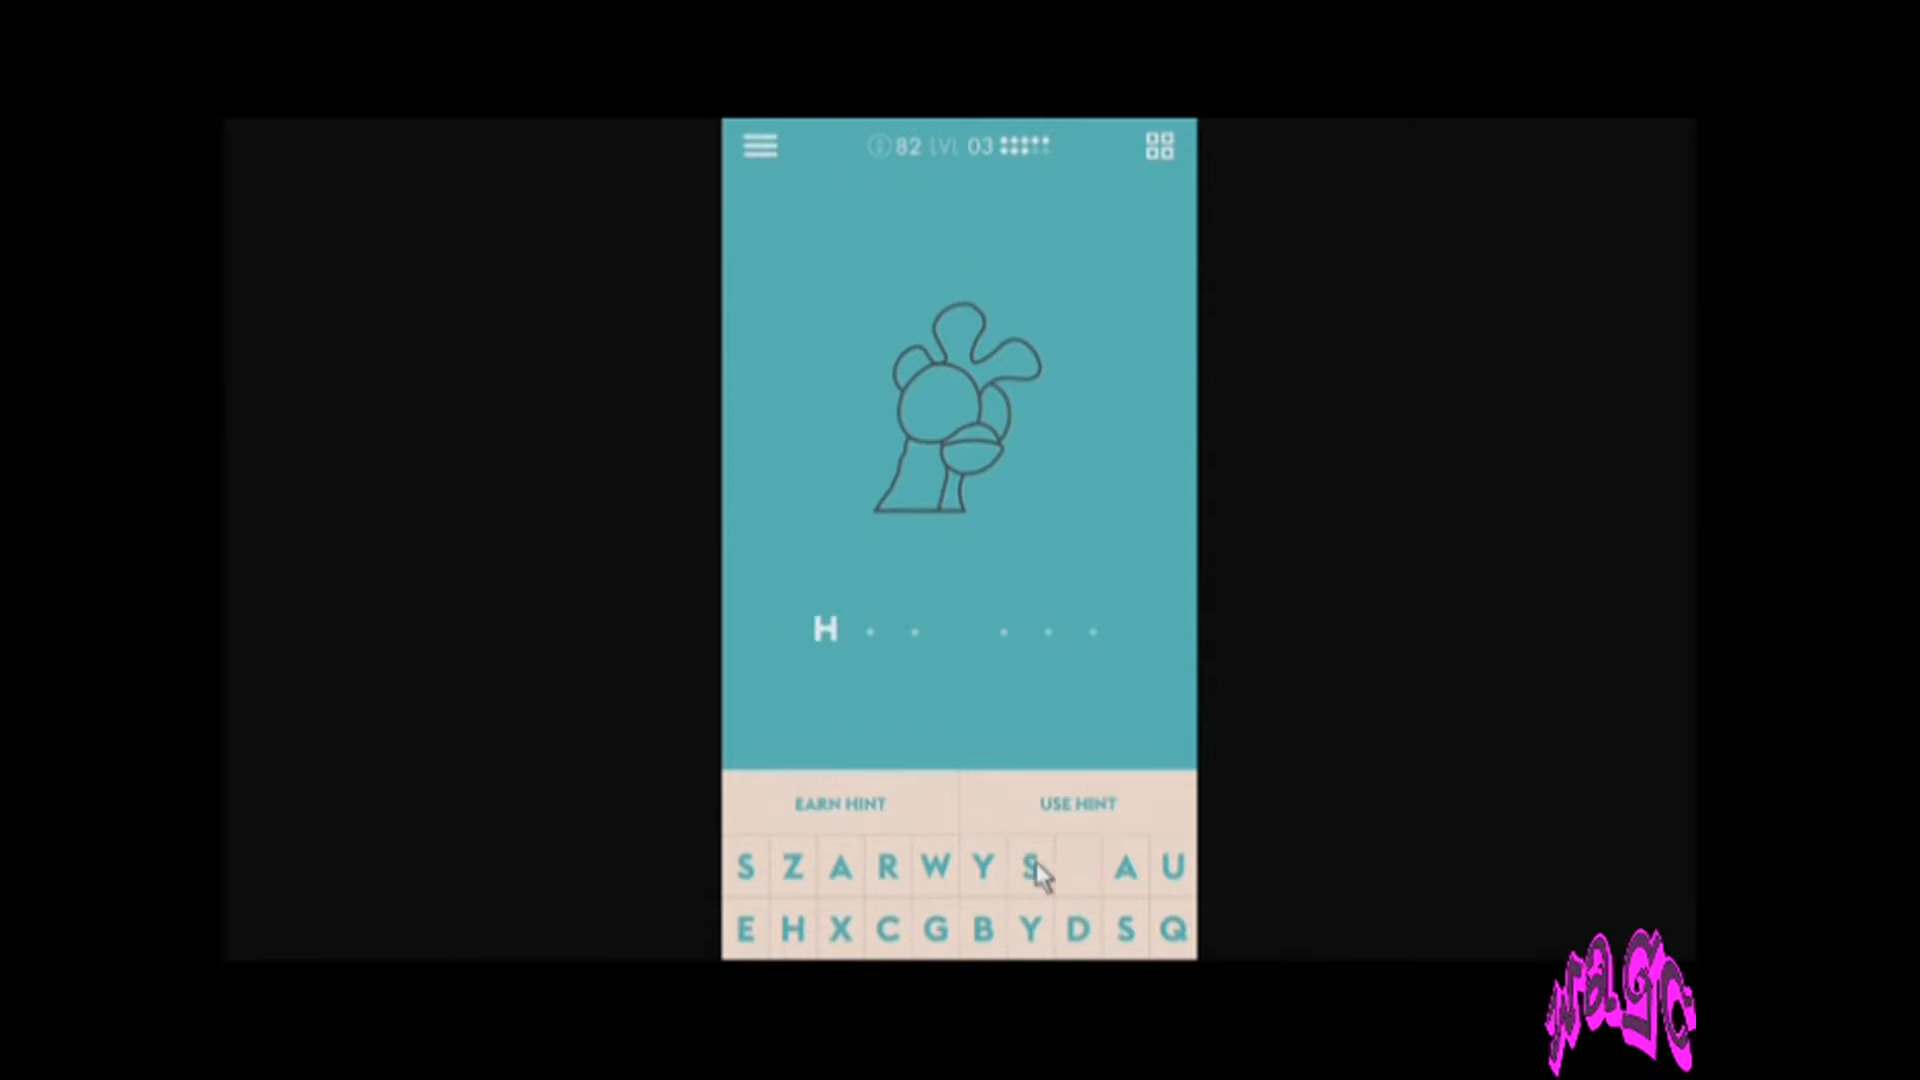 82 LVL 03
H
EARN HINT USE HINT
S Z A R W Y S A U
E H X C G B Y D S Q